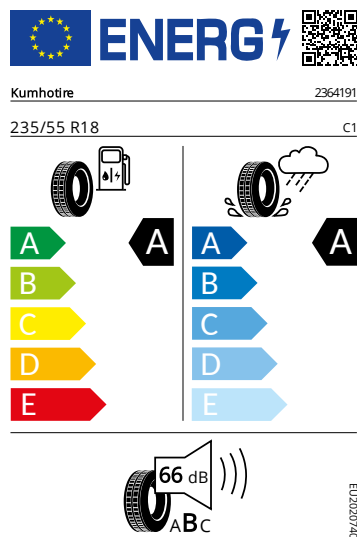 ENERG
Kumhotire 2364191
235/55 R18 C1
A A
A A
B B
C C
D D
E E
66 dB
ABC
EU2020/740